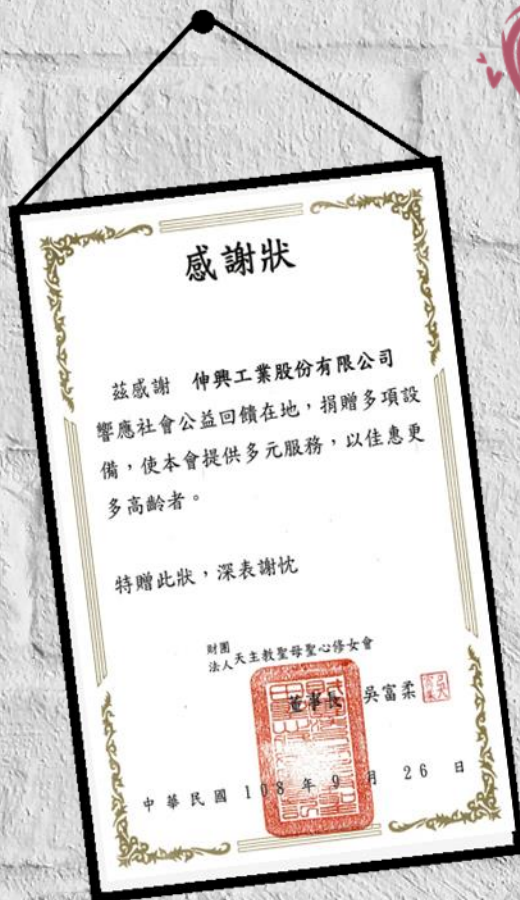 感謝狀
茲感謝 伸興工業股份有限公司
響應社會公益回饋在地，捐贈多項設
備，使本會提供多元服務，以佳惠更
多高齡者。
特贈此狀，深表謝忱
財團法人天主教聖母聖心修女會
董事長 吳富柔
中華民國 108 年 9 月 26 日